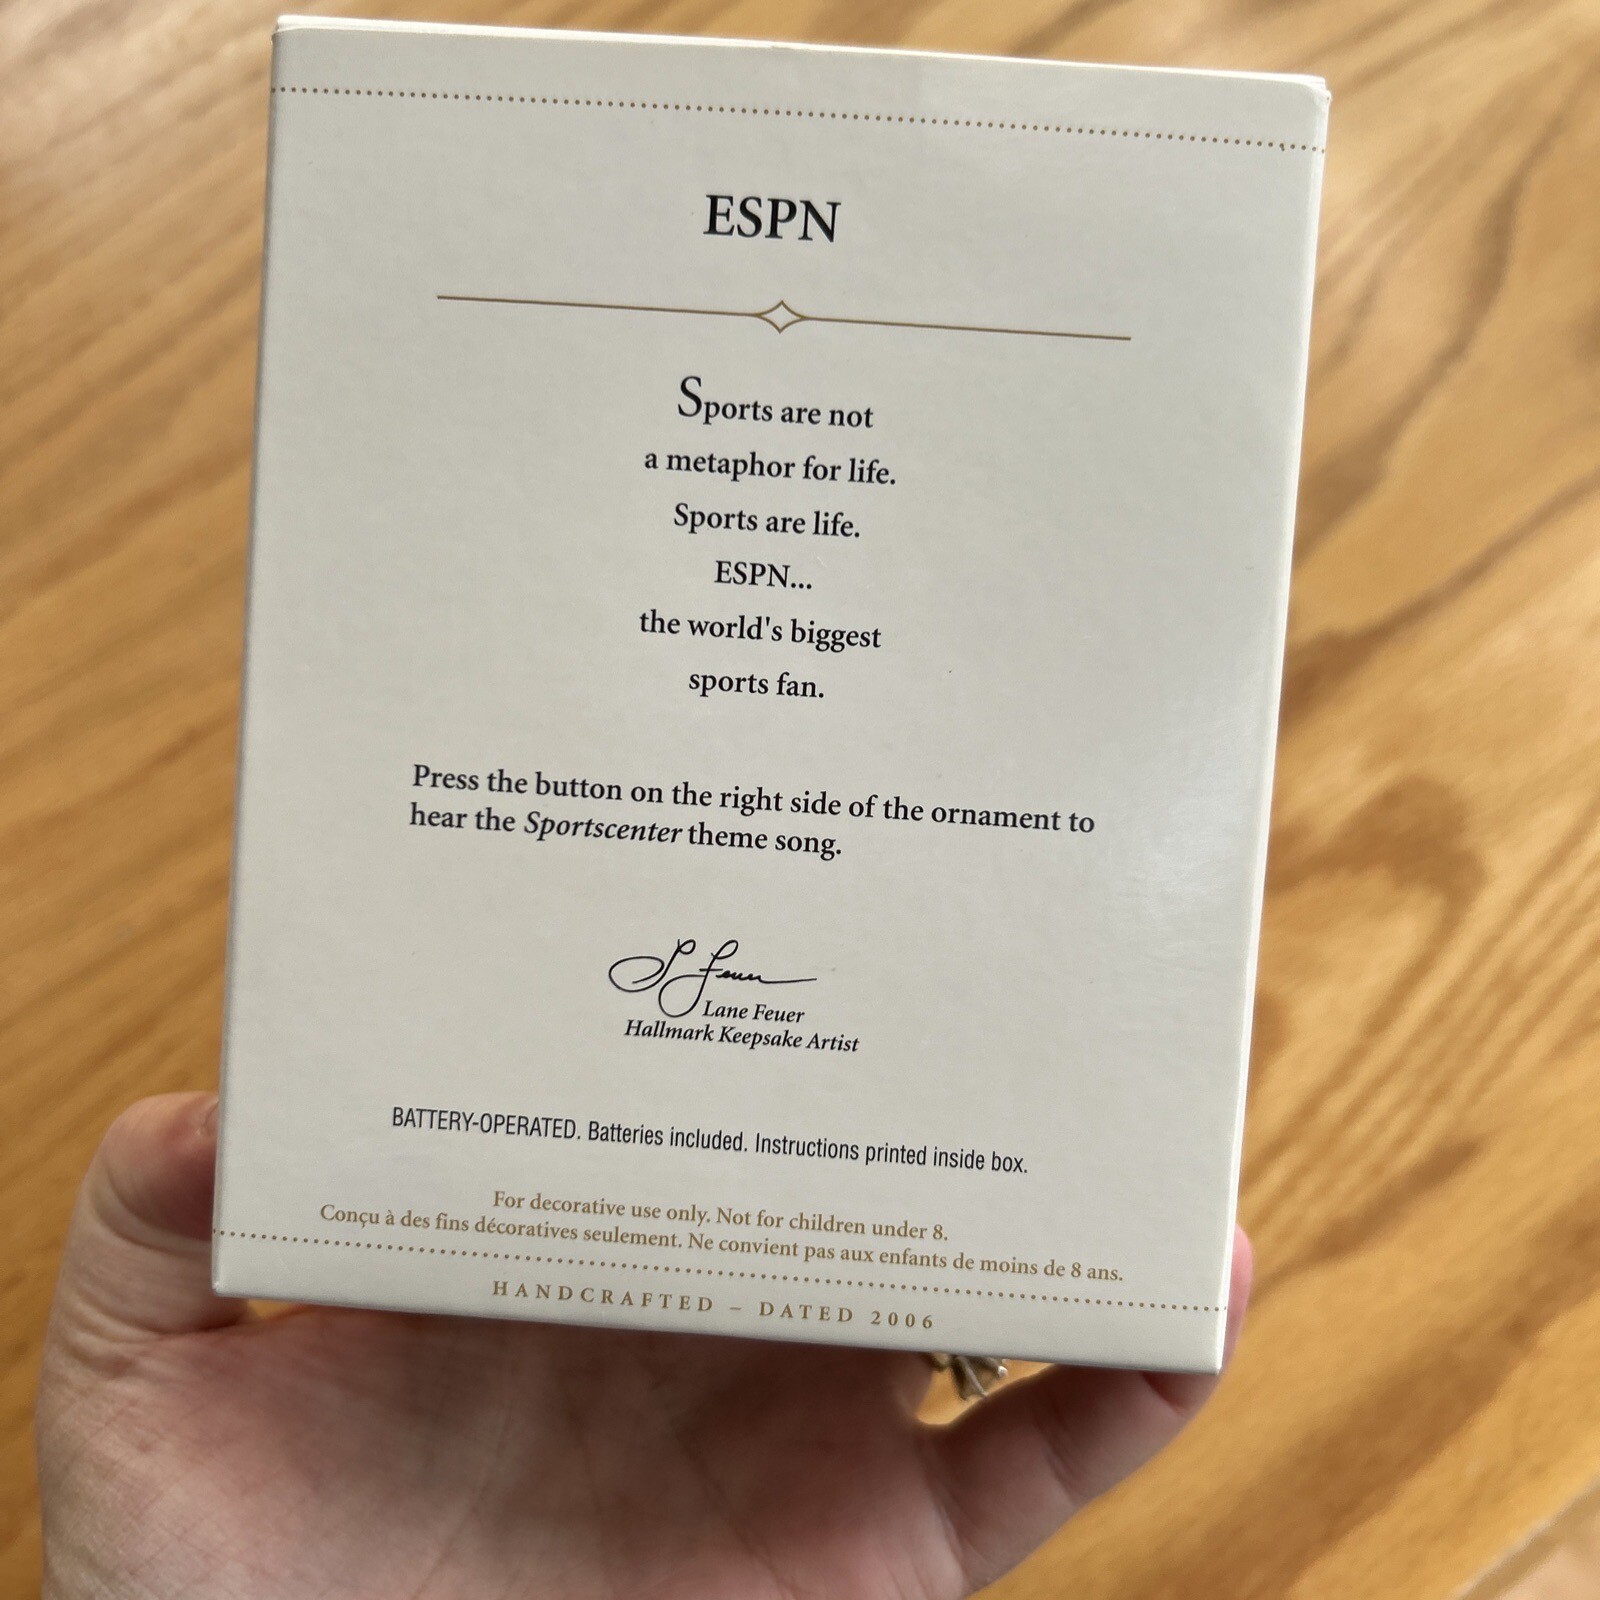 ESPN
Sports are not
a metaphor for life.
Sports are life.
ESPN...
the world's biggest
sports fan.
Press the button on the right side of the ornament to
hear the Sportscenter theme song.
L Feuer
Lane Feuer
Hallmark Keepsake Artist
BATTERY-OPERATED. Batteries included. Instructions printed inside box.
For decorative use only. Not for children under 8.
Conçu à des fins décoratives seulement. Ne convient pas aux enfants de moins de 8 ans.
HANDCRAFTED – DATED 2006